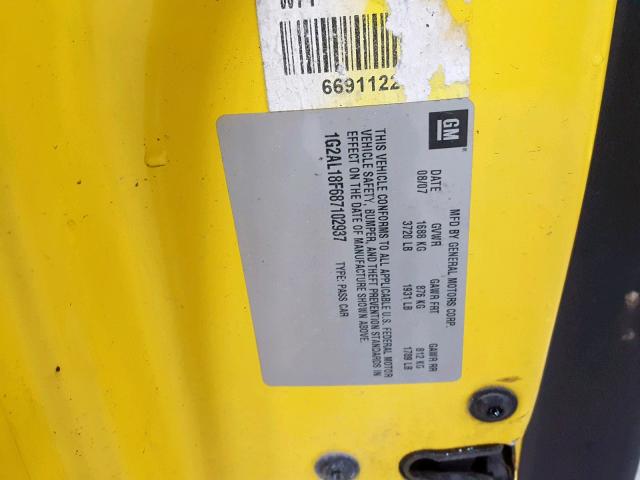 6691122
GM
MFD BY GENERAL MOTORS CORP.
DATE GVWR GAWR FRT GAWR RR
08/07 1688 KG 876 KG 812 KG
3720 LB 1931 LB 1789 LB
THIS VEHICLE CONFORMS TO ALL APPLICABLE U.S. FEDERAL MOTOR
VEHICLE SAFETY, BUMPER, AND THEFT PREVENTION STANDARDS IN
EFFECT ON THE DATE OF MANUFACTURE SHOWN ABOVE.
1G2AL18F687102937 TYPE: PASS CAR